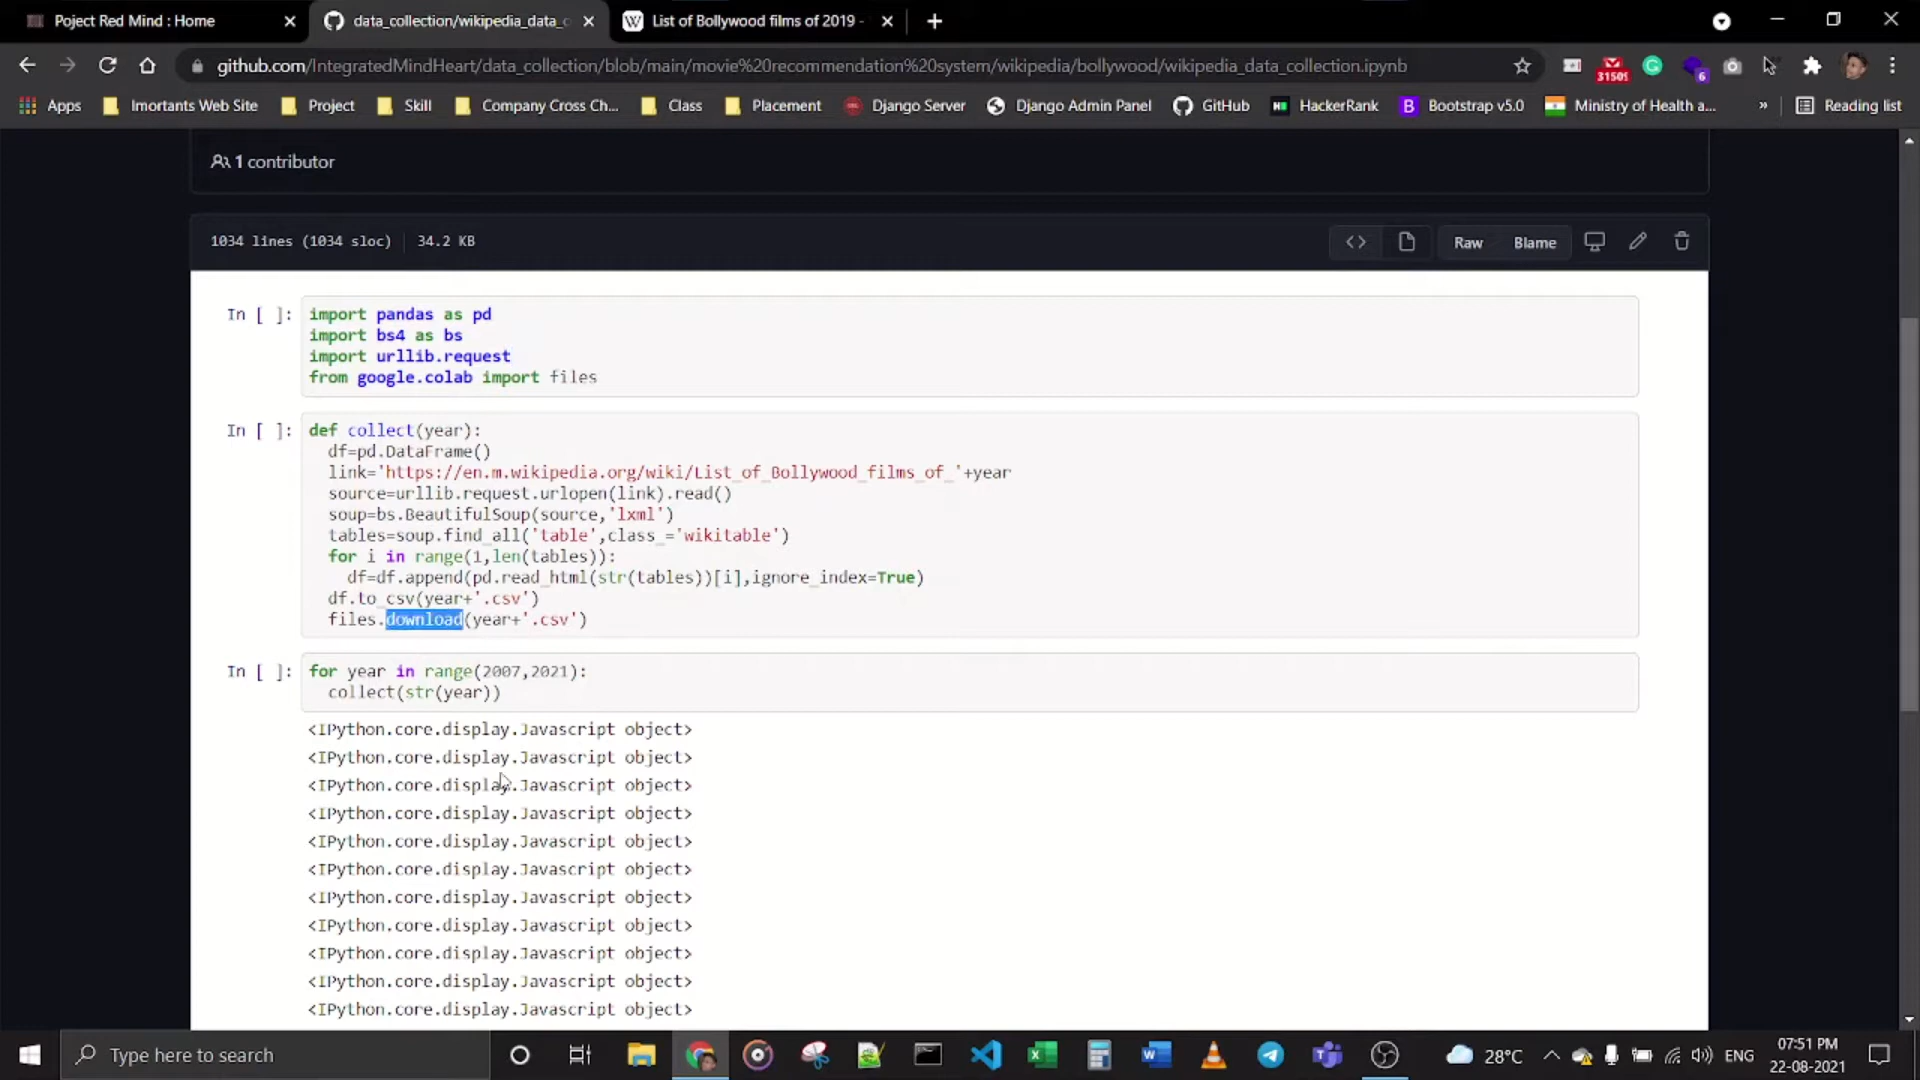 Poject Red Mind : Home
data_collection/wikipedia_data_c
List of Bollywood films of 2019 -
github.com/IntegratedMindHeart/data_collection/blob/main/movie%20recommendation%20system/wikipedia/bollywood/wikipedia_data_collection.ipynb
31501
6
Apps
Imortants Web Site
Project
Skill
Company Cross Ch...
Class
Placement
Django Server
Django Admin Panel
GitHub
HackerRank
Bootstrap v5.0
Ministry of Health a...
»
Reading list
1 contributor
1034 lines (1034 sloc) 34.2 KB
Raw
Blame
In [ ]: import pandas as pd
import bs4 as bs
import urllib.request
from google.colab import files
In [ ]: def collect(year):
df=pd.DataFrame()
link='https://en.m.wikipedia.org/wiki/List_of_Bollywood_films_of_'+year
source=urllib.request.urlopen(link).read()
soup=bs.BeautifulSoup(source,'lxml')
tables=soup.find_all('table',class_='wikitable')
for i in range(1,len(tables)):
df=df.append(pd.read_html(str(tables))[i],ignore_index=True)
df.to_csv(year+'.csv')
files.download(year+'.csv')
In [ ]: for year in range(2007,2021):
collect(str(year))
<IPython.core.display.Javascript object>
<IPython.core.display.Javascript object>
<IPython.core.display.Javascript object>
<IPython.core.display.Javascript object>
<IPython.core.display.Javascript object>
<IPython.core.display.Javascript object>
<IPython.core.display.Javascript object>
<IPython.core.display.Javascript object>
<IPython.core.display.Javascript object>
<IPython.core.display.Javascript object>
<IPython.core.display.Javascript object>
Type here to search
28°C
ENG
07:51 PM
22-08-2021